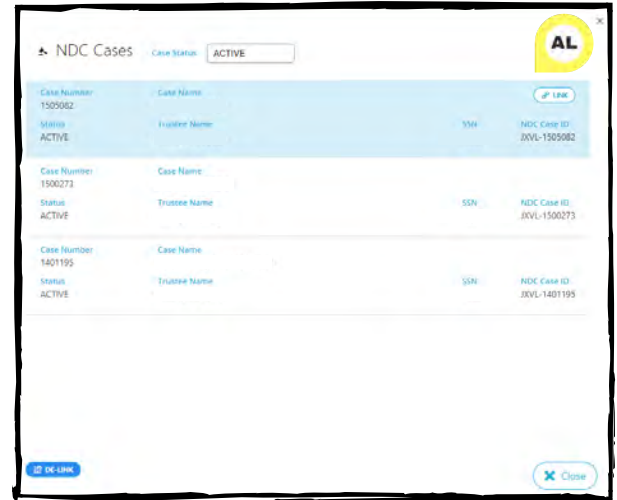 ×
AL
NDC Cases Case Status ACTIVE
Case Number Case Name LINK
1505082
Status Trustee Name SSN NDC Case ID
ACTIVE JXVL-1505082
Case Number Case Name
1500273
Status Trustee Name SSN NDC Case ID
ACTIVE JXVL-1500273
Case Number Case Name
1401195
Status Trustee Name SSN NDC Case ID
ACTIVE JXVL-1401195
DE-LINK Close